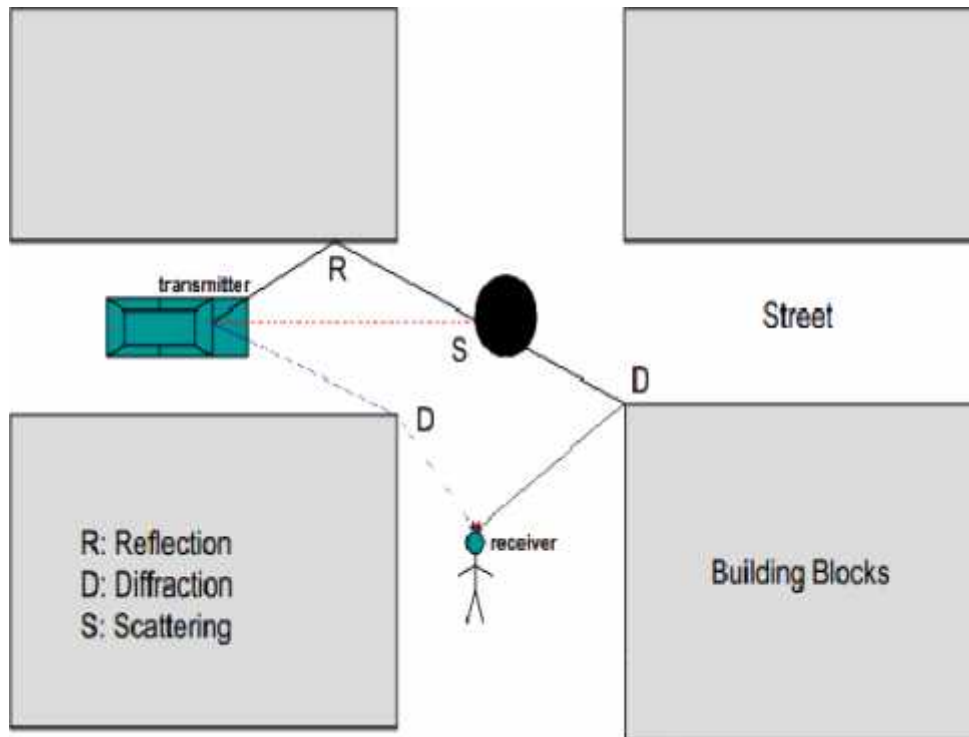 transmitter
R
S
Street
D
D
receiver
R: Reflection
D: Diffraction
S: Scattering
Building Blocks